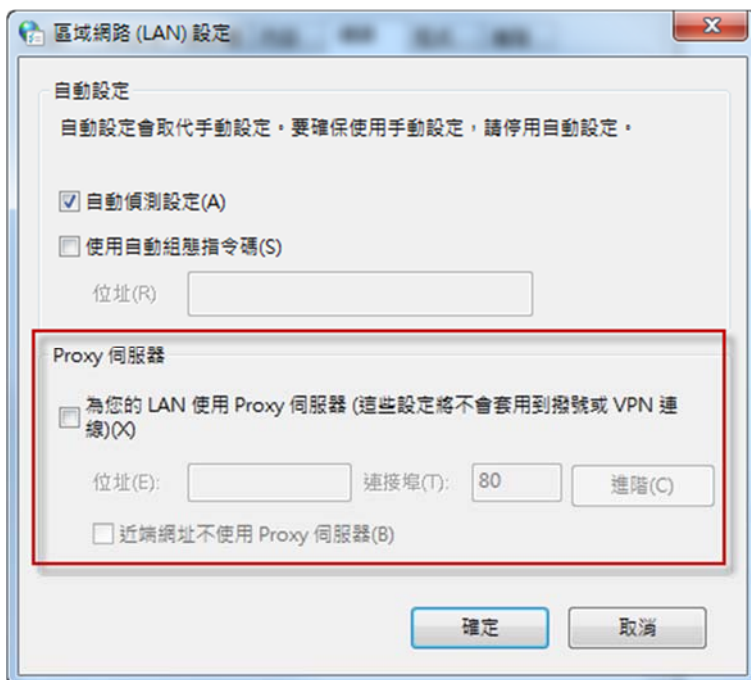 區域網路 (LAN) 設定
自動設定
自動設定會取代手動設定。要確保使用手動設定，請停用自動設定。
自動偵測設定(A)
使用自動組態指令碼(S)
位址(R)
Proxy 伺服器
為您的 LAN 使用 Proxy 伺服器 (這些設定將不會套用到撥號或 VPN 連
線)(X)
位址(E): 連接埠(T): 80 進階(C)
近端網址不使用 Proxy 伺服器(B)
確定 取消